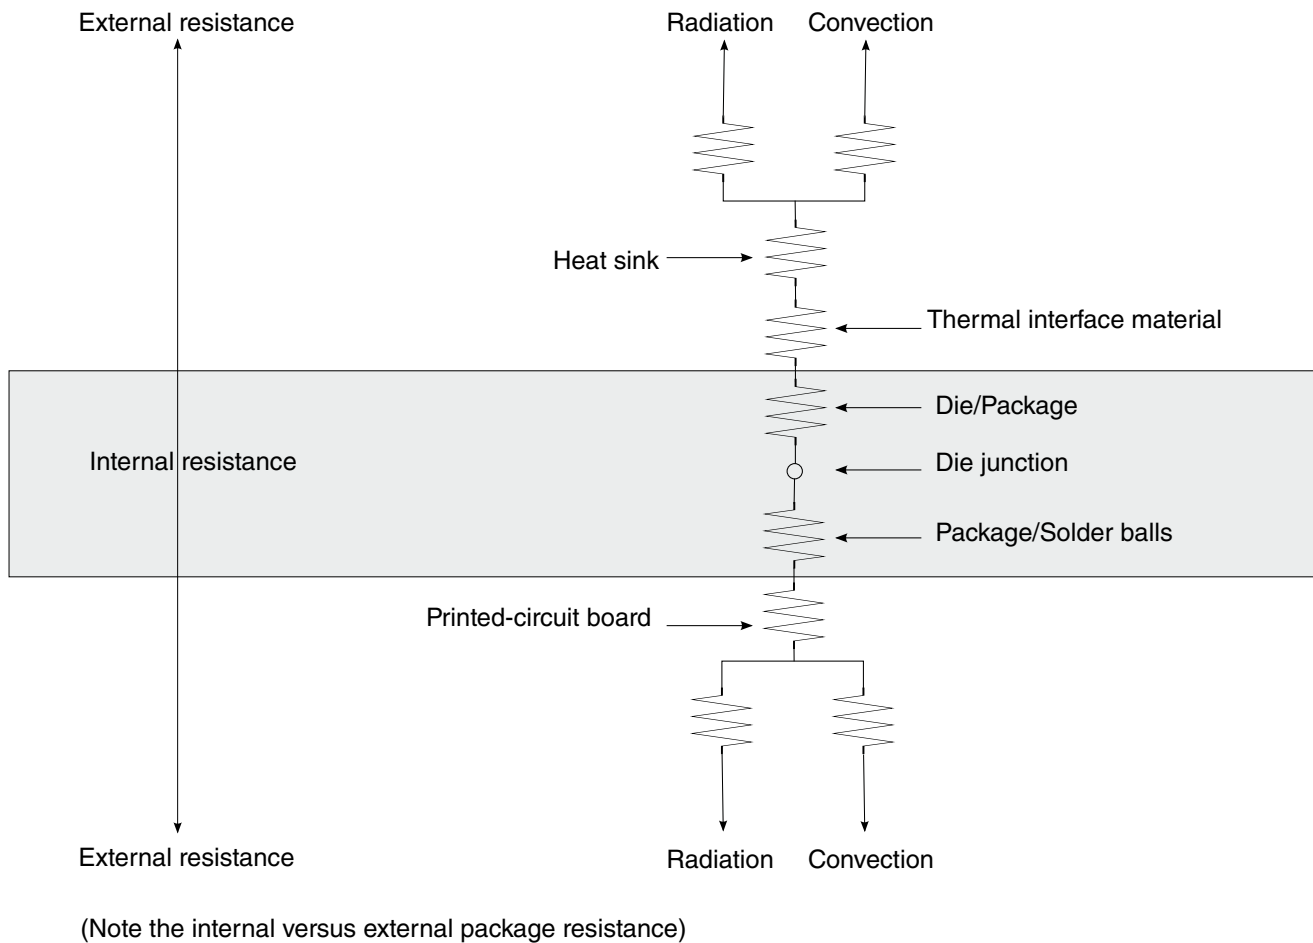 External resistance
Radiation
Convection
Heat sink
Thermal interface material
Die/Package
Internal resistance
Die junction
Package/Solder balls
Printed-circuit board
External resistance
Radiation
Convection
(Note the internal versus external package resistance)